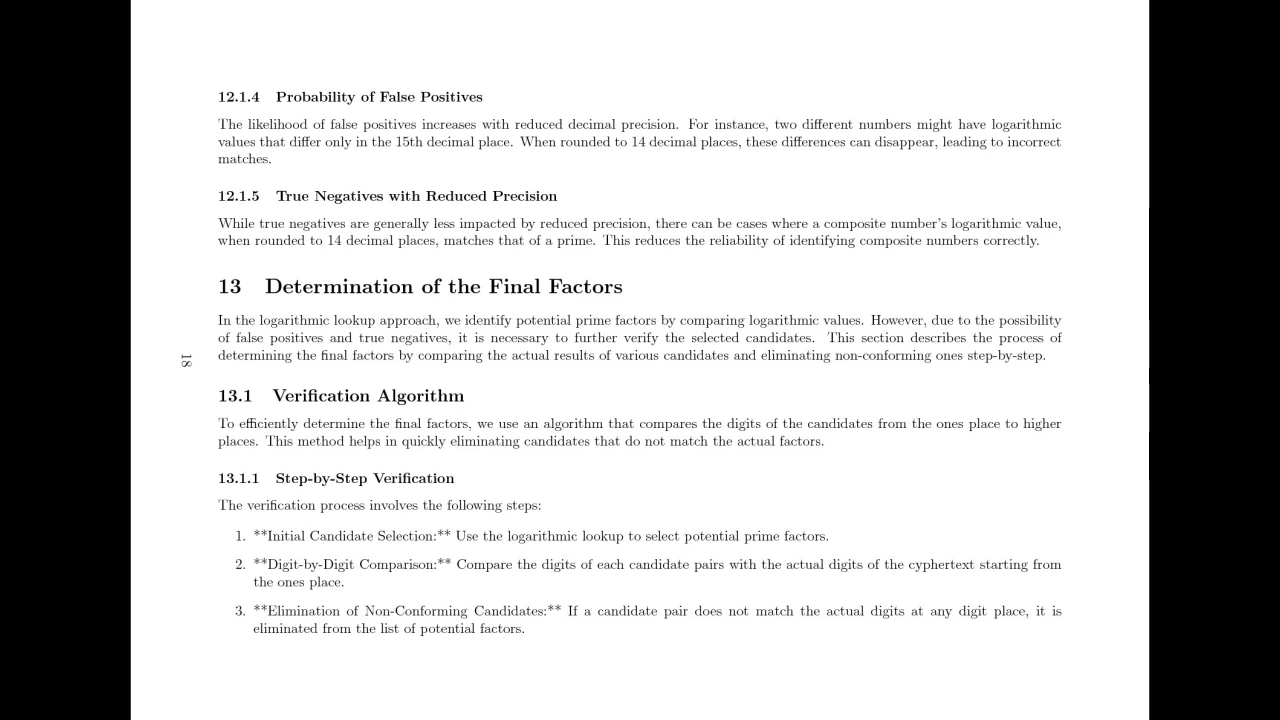 12.1.4 Probability of False Positives
The likelihood of false positives increases with reduced decimal precision. For instance, two different numbers might have logarithmic
values that differ only in the 15th decimal place. When rounded to 14 decimal places, these differences can disappear, leading to incorrect
matches.
12.1.5 True Negatives with Reduced Precision
While true negatives are generally less impacted by reduced precision, there can be cases where a composite number's logarithmic value,
when rounded to 14 decimal places, matches that of a prime. This reduces the reliability of identifying composite numbers correctly.
13 Determination of the Final Factors
In the logarithmic lookup approach, we identify potential prime factors by comparing logarithmic values. However, due to the possibility
of false positives and true negatives, it is necessary to further verify the selected candidates. This section describes the process of
determining the final factors by comparing the actual results of various candidates and eliminating non-conforming ones step-by-step.
18
13.1 Verification Algorithm
To efficiently determine the final factors, we use an algorithm that compares the digits of the candidates from the ones place to higher
places. This method helps in quickly eliminating candidates that do not match the actual factors.
13.1.1 Step-by-Step Verification
The verification process involves the following steps:
1. **Initial Candidate Selection:** Use the logarithmic lookup to select potential prime factors.
2. **Digit-by-Digit Comparison:** Compare the digits of each candidate pairs with the actual digits of the cyphertext starting from
the ones place.
3. **Elimination of Non-Conforming Candidates:** If a candidate pair does not match the actual digits at any digit place, it is
eliminated from the list of potential factors.